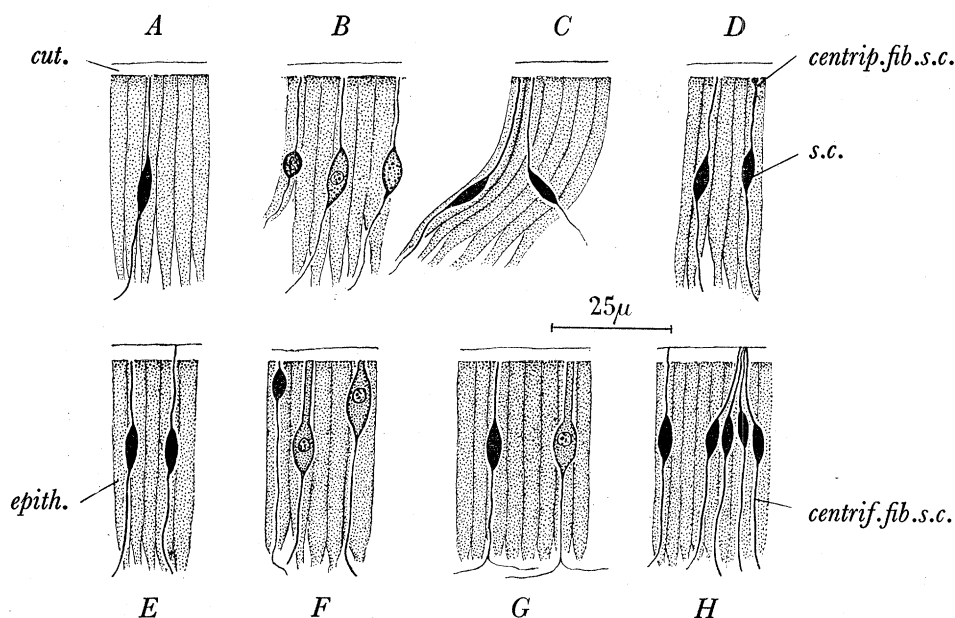 A B C D
cut.
centrip.fib.s.c.
s.c.
25μ
epith.
centrif.fib.s.c.
E F G H